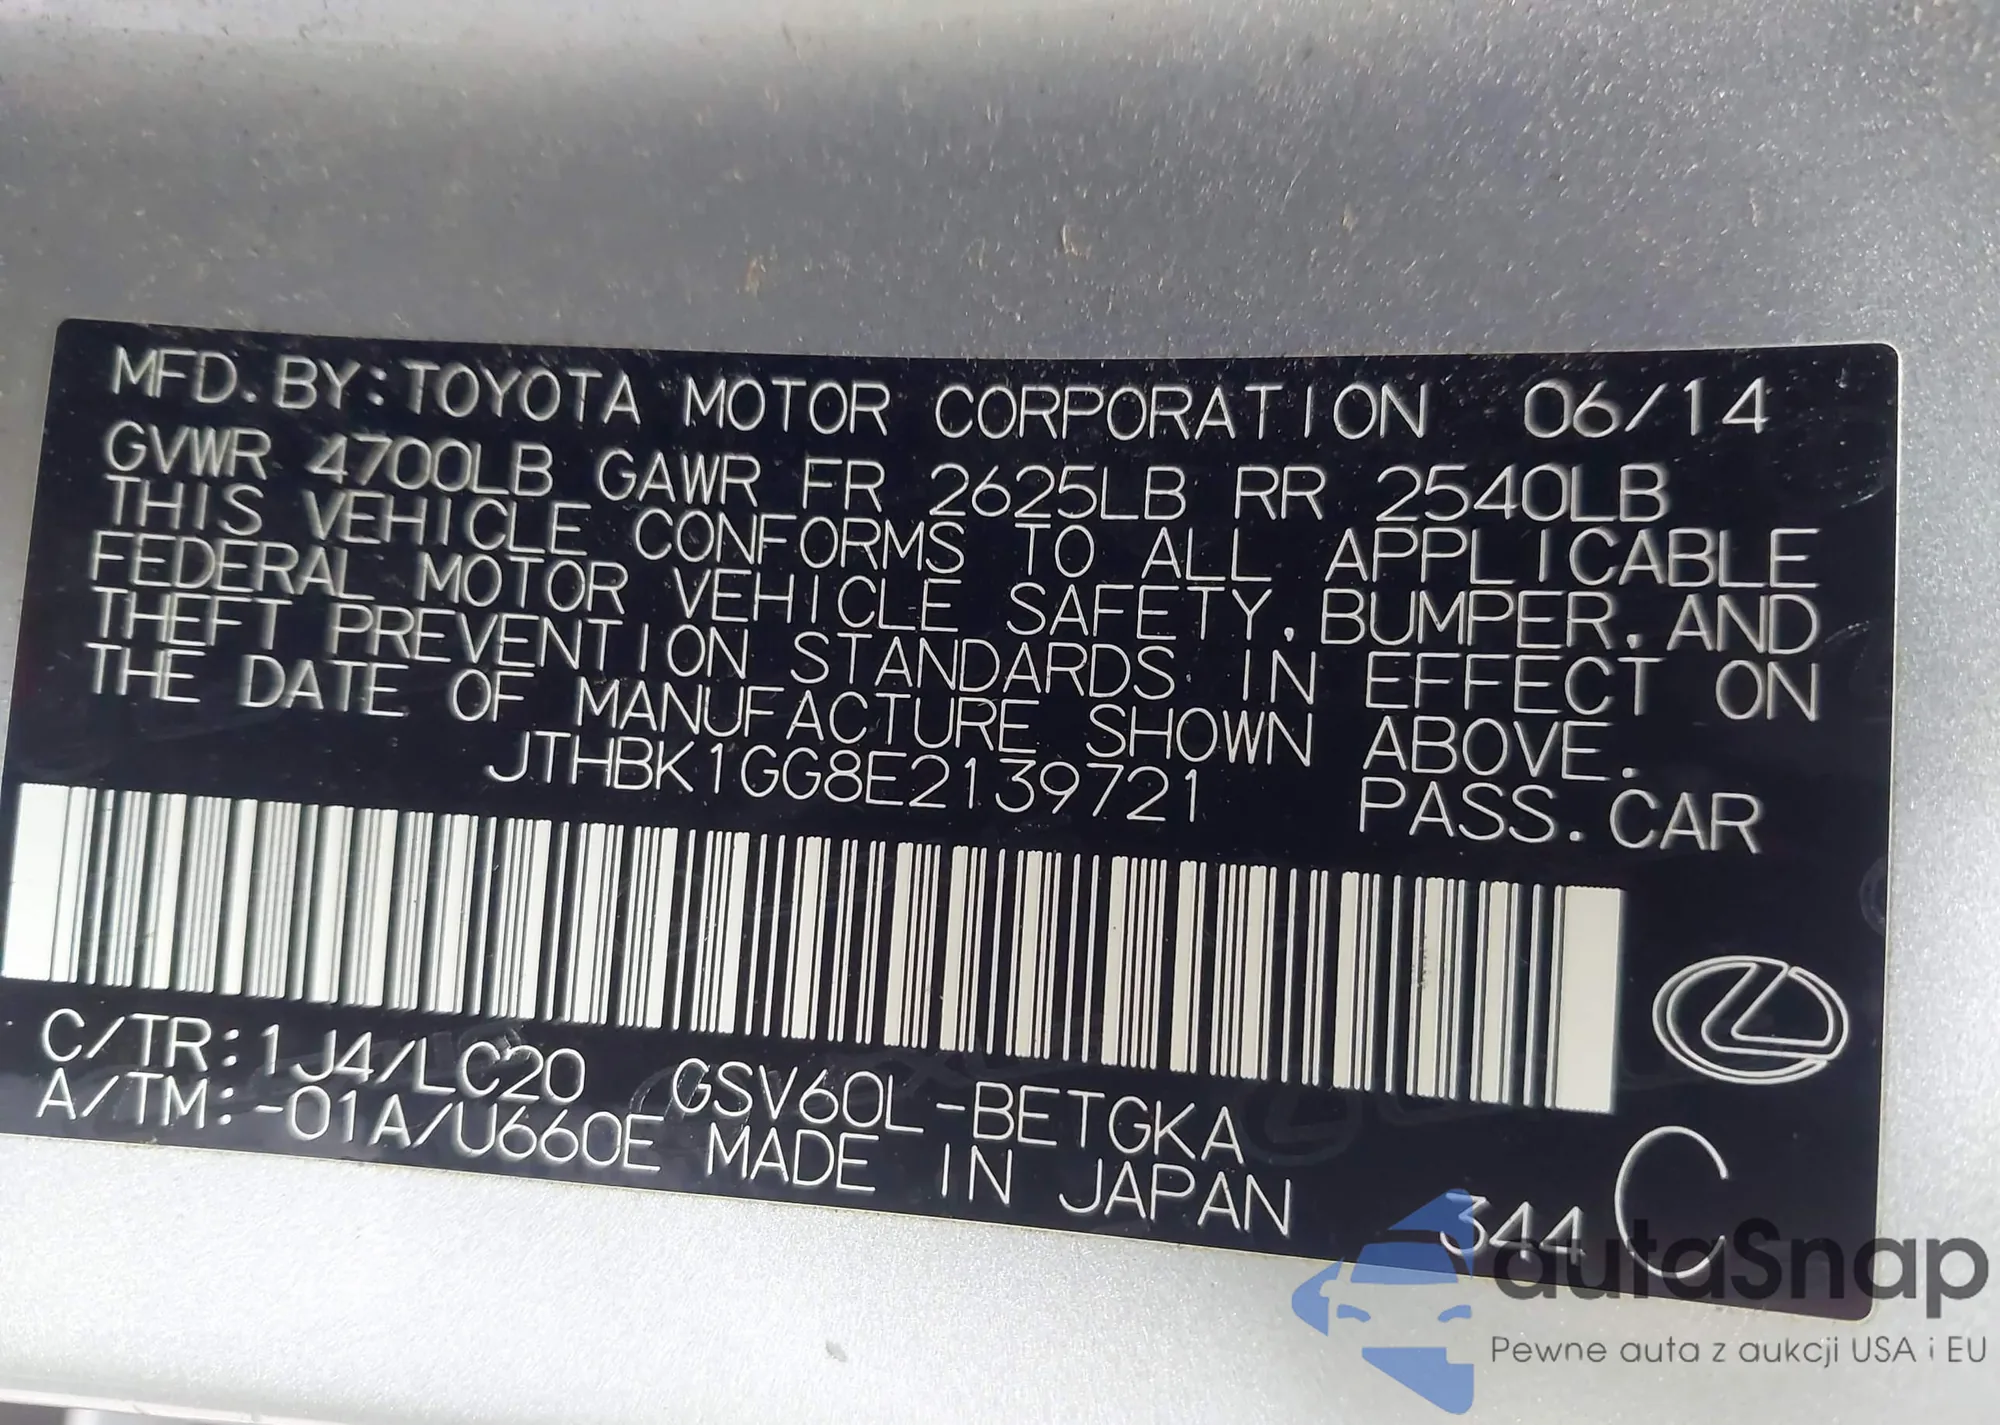 MFD.BY:TOYOTA MOTOR CORPORATION 06/14
GVWR 4700LB GAWR FR 2625LB RR 2540LB
THIS VEHICLE CONFORMS TO ALL APPLICABLE
FEDERAL MOTOR VEHICLE SAFETY,BUMPER,AND
THEFT PREVENTION STANDARDS IN EFFECT ON
THE DATE OF MANUFACTURE SHOWN ABOVE.
JTHBK1GG8E2139721 PASS.CAR
C/TR:1J4/LC20 GSV60L-BETGKA
A/TM:-01A/U660E MADE IN JAPAN
344 C
autaSnap
Pewne auta z aukcji USA i EU